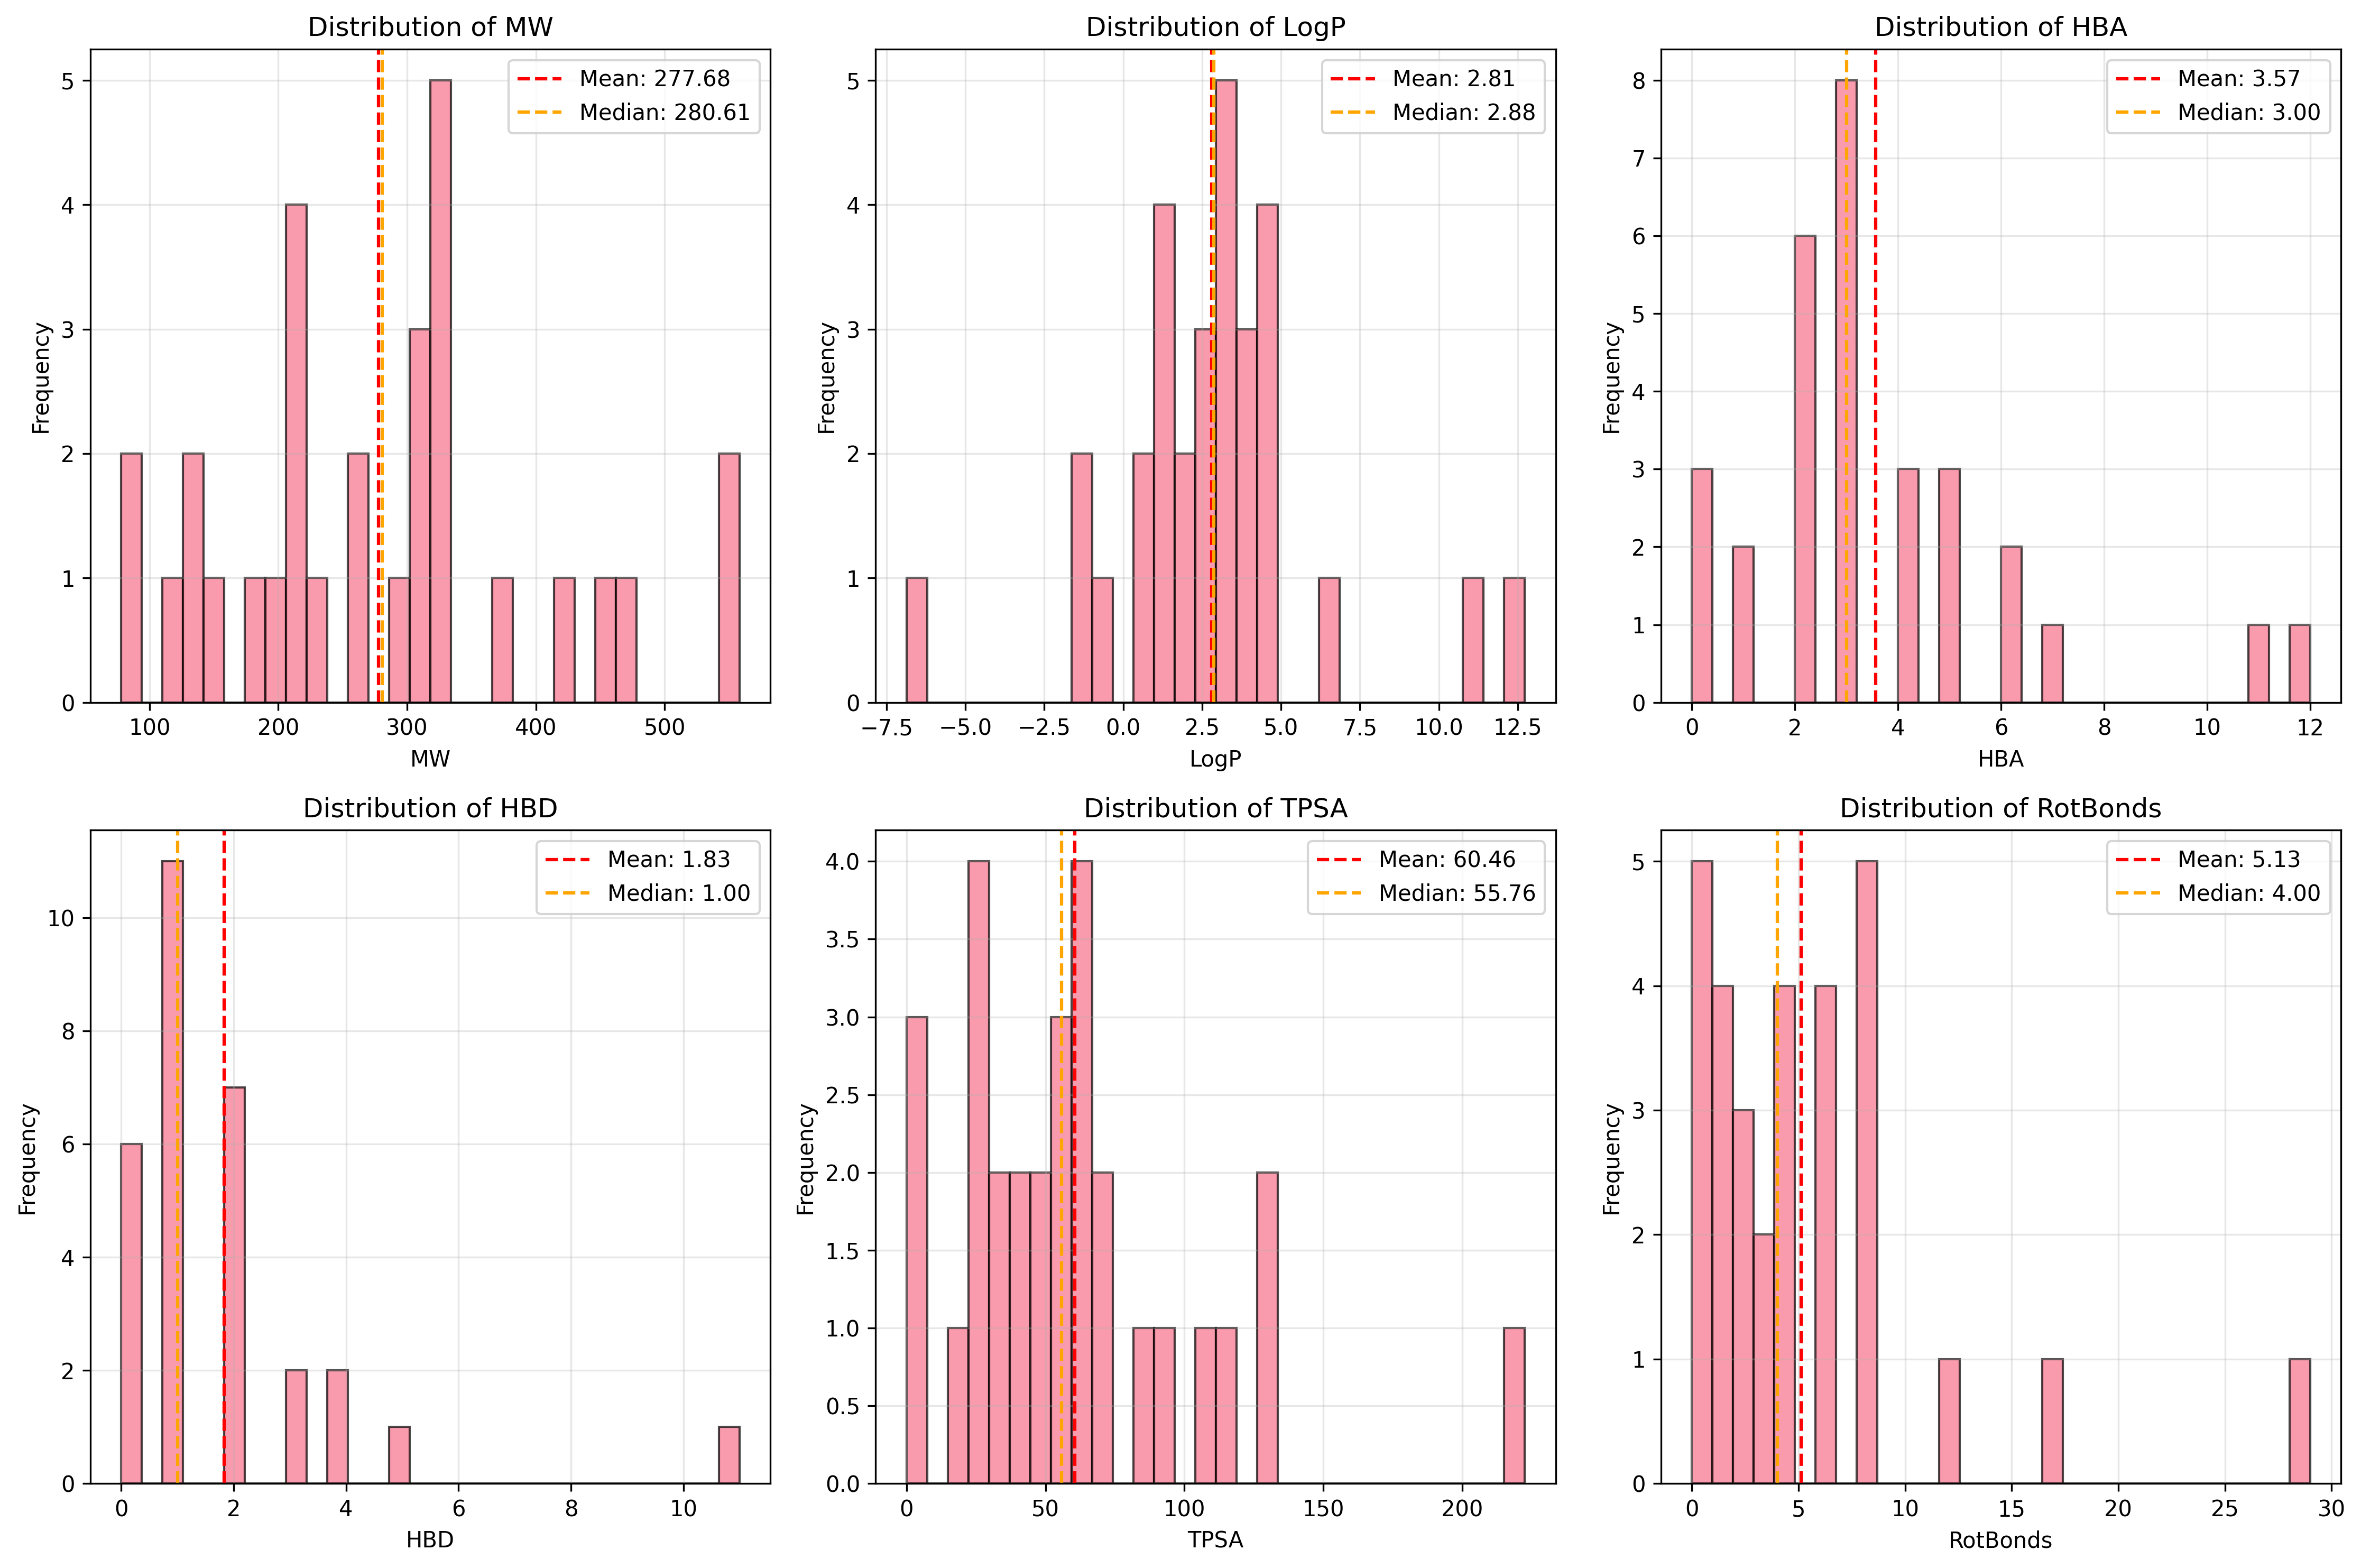 Distribution of MW
Mean: 277.68
Median: 280.61
Frequency
5
4
3
2
1
0
100 200 300 400 500
MW
Distribution of LogP
Mean: 2.81
Median: 2.88
Frequency
5
4
3
2
1
0
−7.5 −5.0 −2.5 0.0 2.5 5.0 7.5 10.0 12.5
LogP
Distribution of HBA
Mean: 3.57
Median: 3.00
Frequency
8
7
6
5
4
3
2
1
0
0 2 4 6 8 10 12
HBA
Distribution of HBD
Mean: 1.83
Median: 1.00
Frequency
10
8
6
4
2
0
0 2 4 6 8 10
HBD
Distribution of TPSA
Mean: 60.46
Median: 55.76
Frequency
4.0
3.5
3.0
2.5
2.0
1.5
1.0
0.5
0.0
0 50 100 150 200
TPSA
Distribution of RotBonds
Mean: 5.13
Median: 4.00
Frequency
5
4
3
2
1
0
0 5 10 15 20 25 30
RotBonds